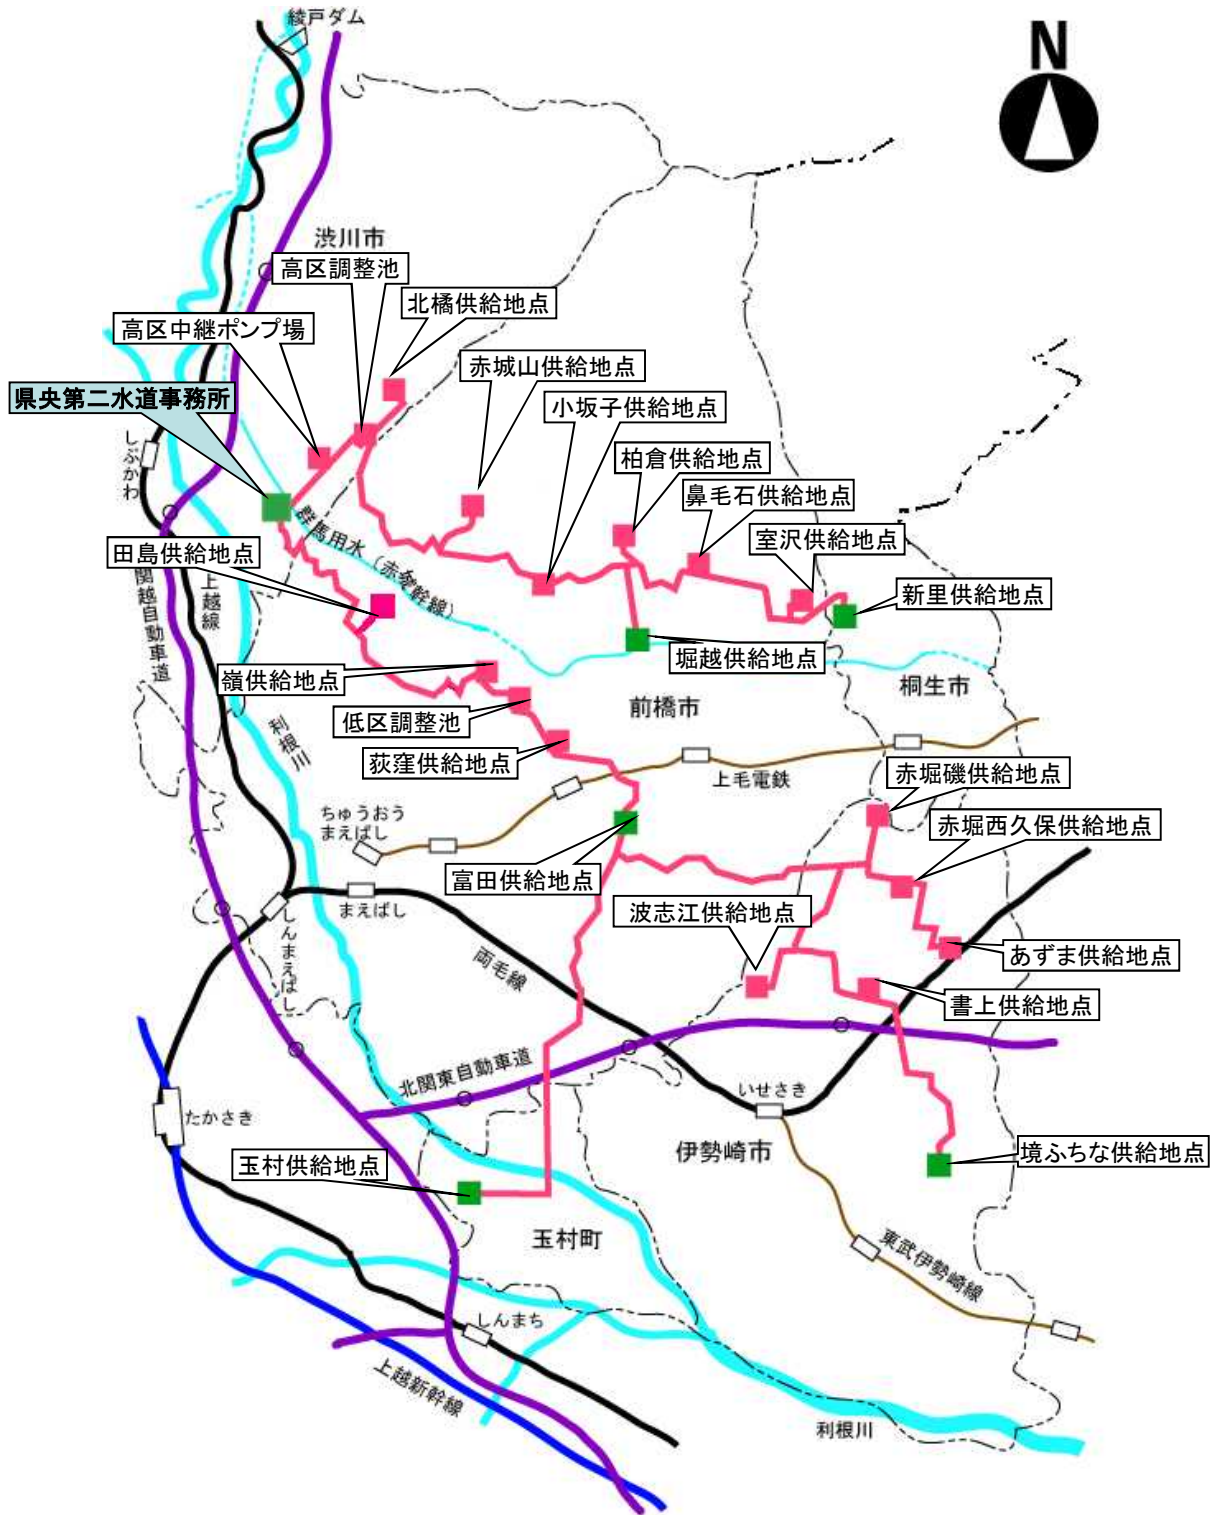 綾戸ダム
N
渋川市
高区調整池
北橘供給地点
高区中継ポンプ場
赤城山供給地点
県央第二水道事務所
小坂子供給地点
しぶかわ
柏倉供給地点
鼻毛石供給地点
群馬用水(赤冬幹線)
室沢供給地点
田島供給地点
関越自動車道
上越線
新里供給地点
堀越供給地点
嶺供給地点
桐生市
前橋市
低区調整池
利根川
荻窪供給地点
上毛電鉄
赤堀磯供給地点
ちゅうおう
まえばし
赤堀西久保供給地点
富田供給地点
まえばし
しんまえばし
波志江供給地点
両毛線
あずま供給地点
書上供給地点
北関東自動車道
いせさき
たかさき
伊勢崎市
境ふちな供給地点
玉村供給地点
玉村町
東武伊勢崎線
しんまち
上越新幹線
利根川